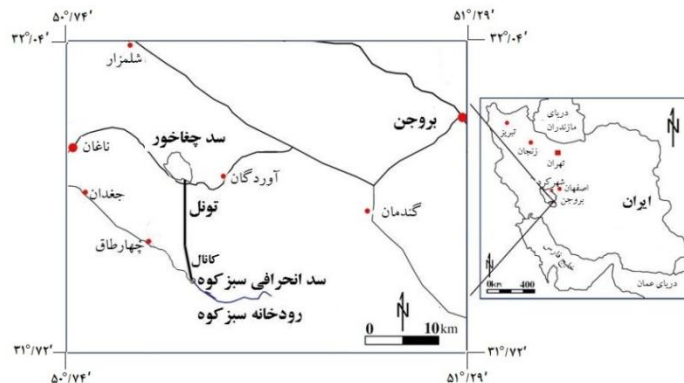 ۵۰°/۷۴'
۵۱°/۲۹'
۳۲°/۰۴'
۳۲°/۰۴'
شلمزار
بروجن
سد چغاخور
ناغان
آوردگان
جغدان
تونل
گندمان
چهارطاق
کانال
سد انحرافی سبزکوه
رودخانه سبزکوه
N
0 10 km
۳۱°/۷۲'
۳۱°/۷۲'
۵۰°/۷۴'
۵۱°/۲۹'
N
دریای
مازندران
تبریز
زنجان
تهران
شهرکرد
اصفهان
بروجن
ایران
N
400
دریای عمان